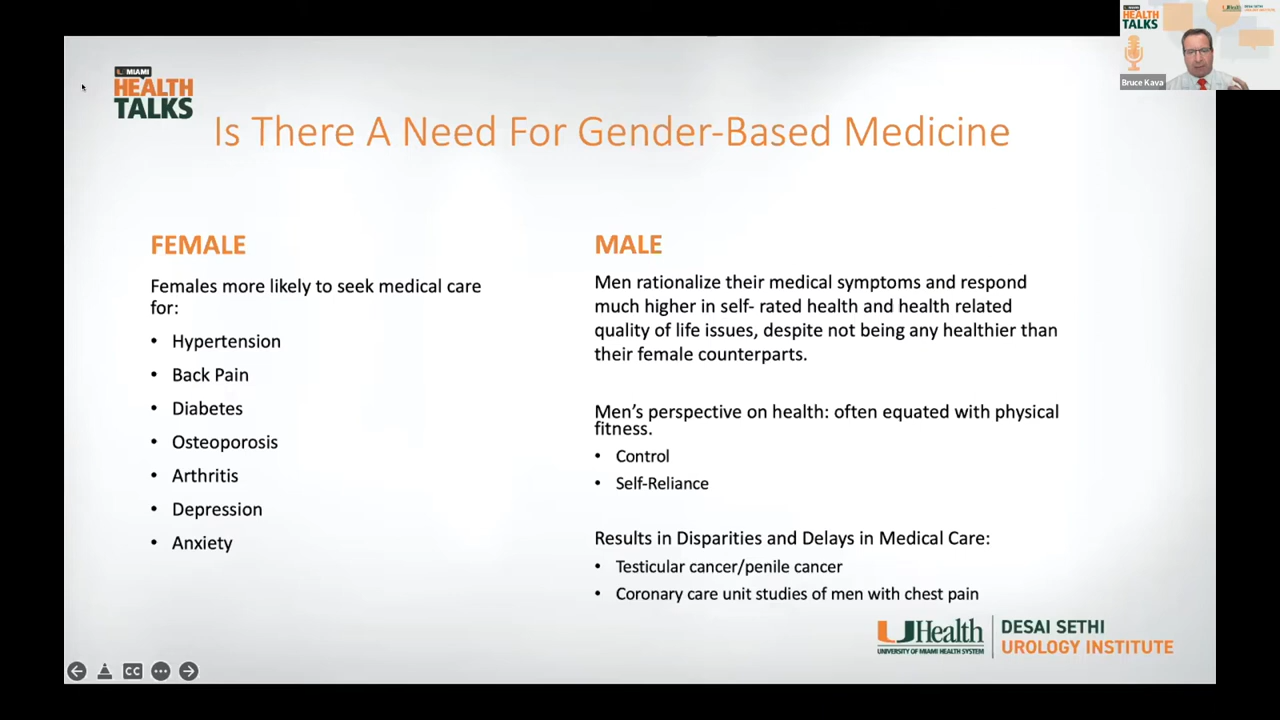 MIAMI
HEALTH
TALKS
Is There A Need For Gender-Based Medicine
FEMALE
Females more likely to seek medical care
for:
• Hypertension
• Back Pain
• Diabetes
• Osteoporosis
• Arthritis
• Depression
• Anxiety
MALE
Men rationalize their medical symptoms and respond
much higher in self- rated health and health related
quality of life issues, despite not being any healthier than
their female counterparts.
Men’s perspective on health: often equated with physical
fitness.
• Control
• Self-Reliance
Results in Disparities and Delays in Medical Care:
• Testicular cancer/penile cancer
• Coronary care unit studies of men with chest pain
UHealth
UNIVERSITY OF MIAMI HEALTH SYSTEM
DESAI SETHI
UROLOGY INSTITUTE
CC
HEALTH
TALKS
UHealth
DESAI SETHI
UROLOGY INSTITUTE
Bruce Kava